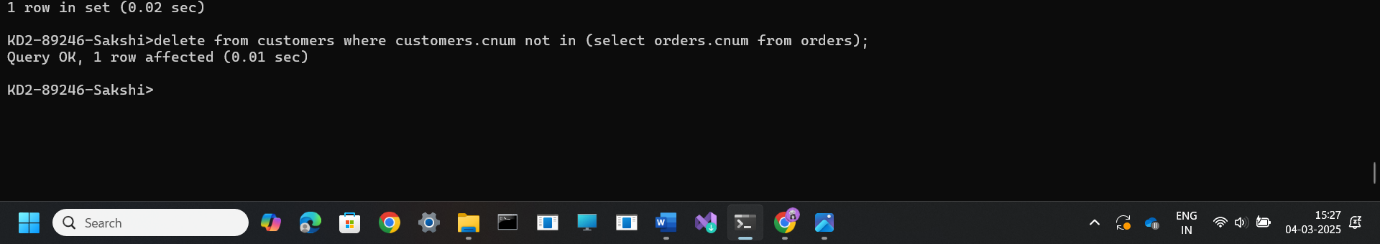 1 row in set (0.02 sec)
KD2-89246-Sakshi>delete from customers where customers.cnum not in (select orders.cnum from orders);
Query OK, 1 row affected (0.01 sec)
KD2-89246-Sakshi>
Search
ENG
IN
15:27
04-03-2025